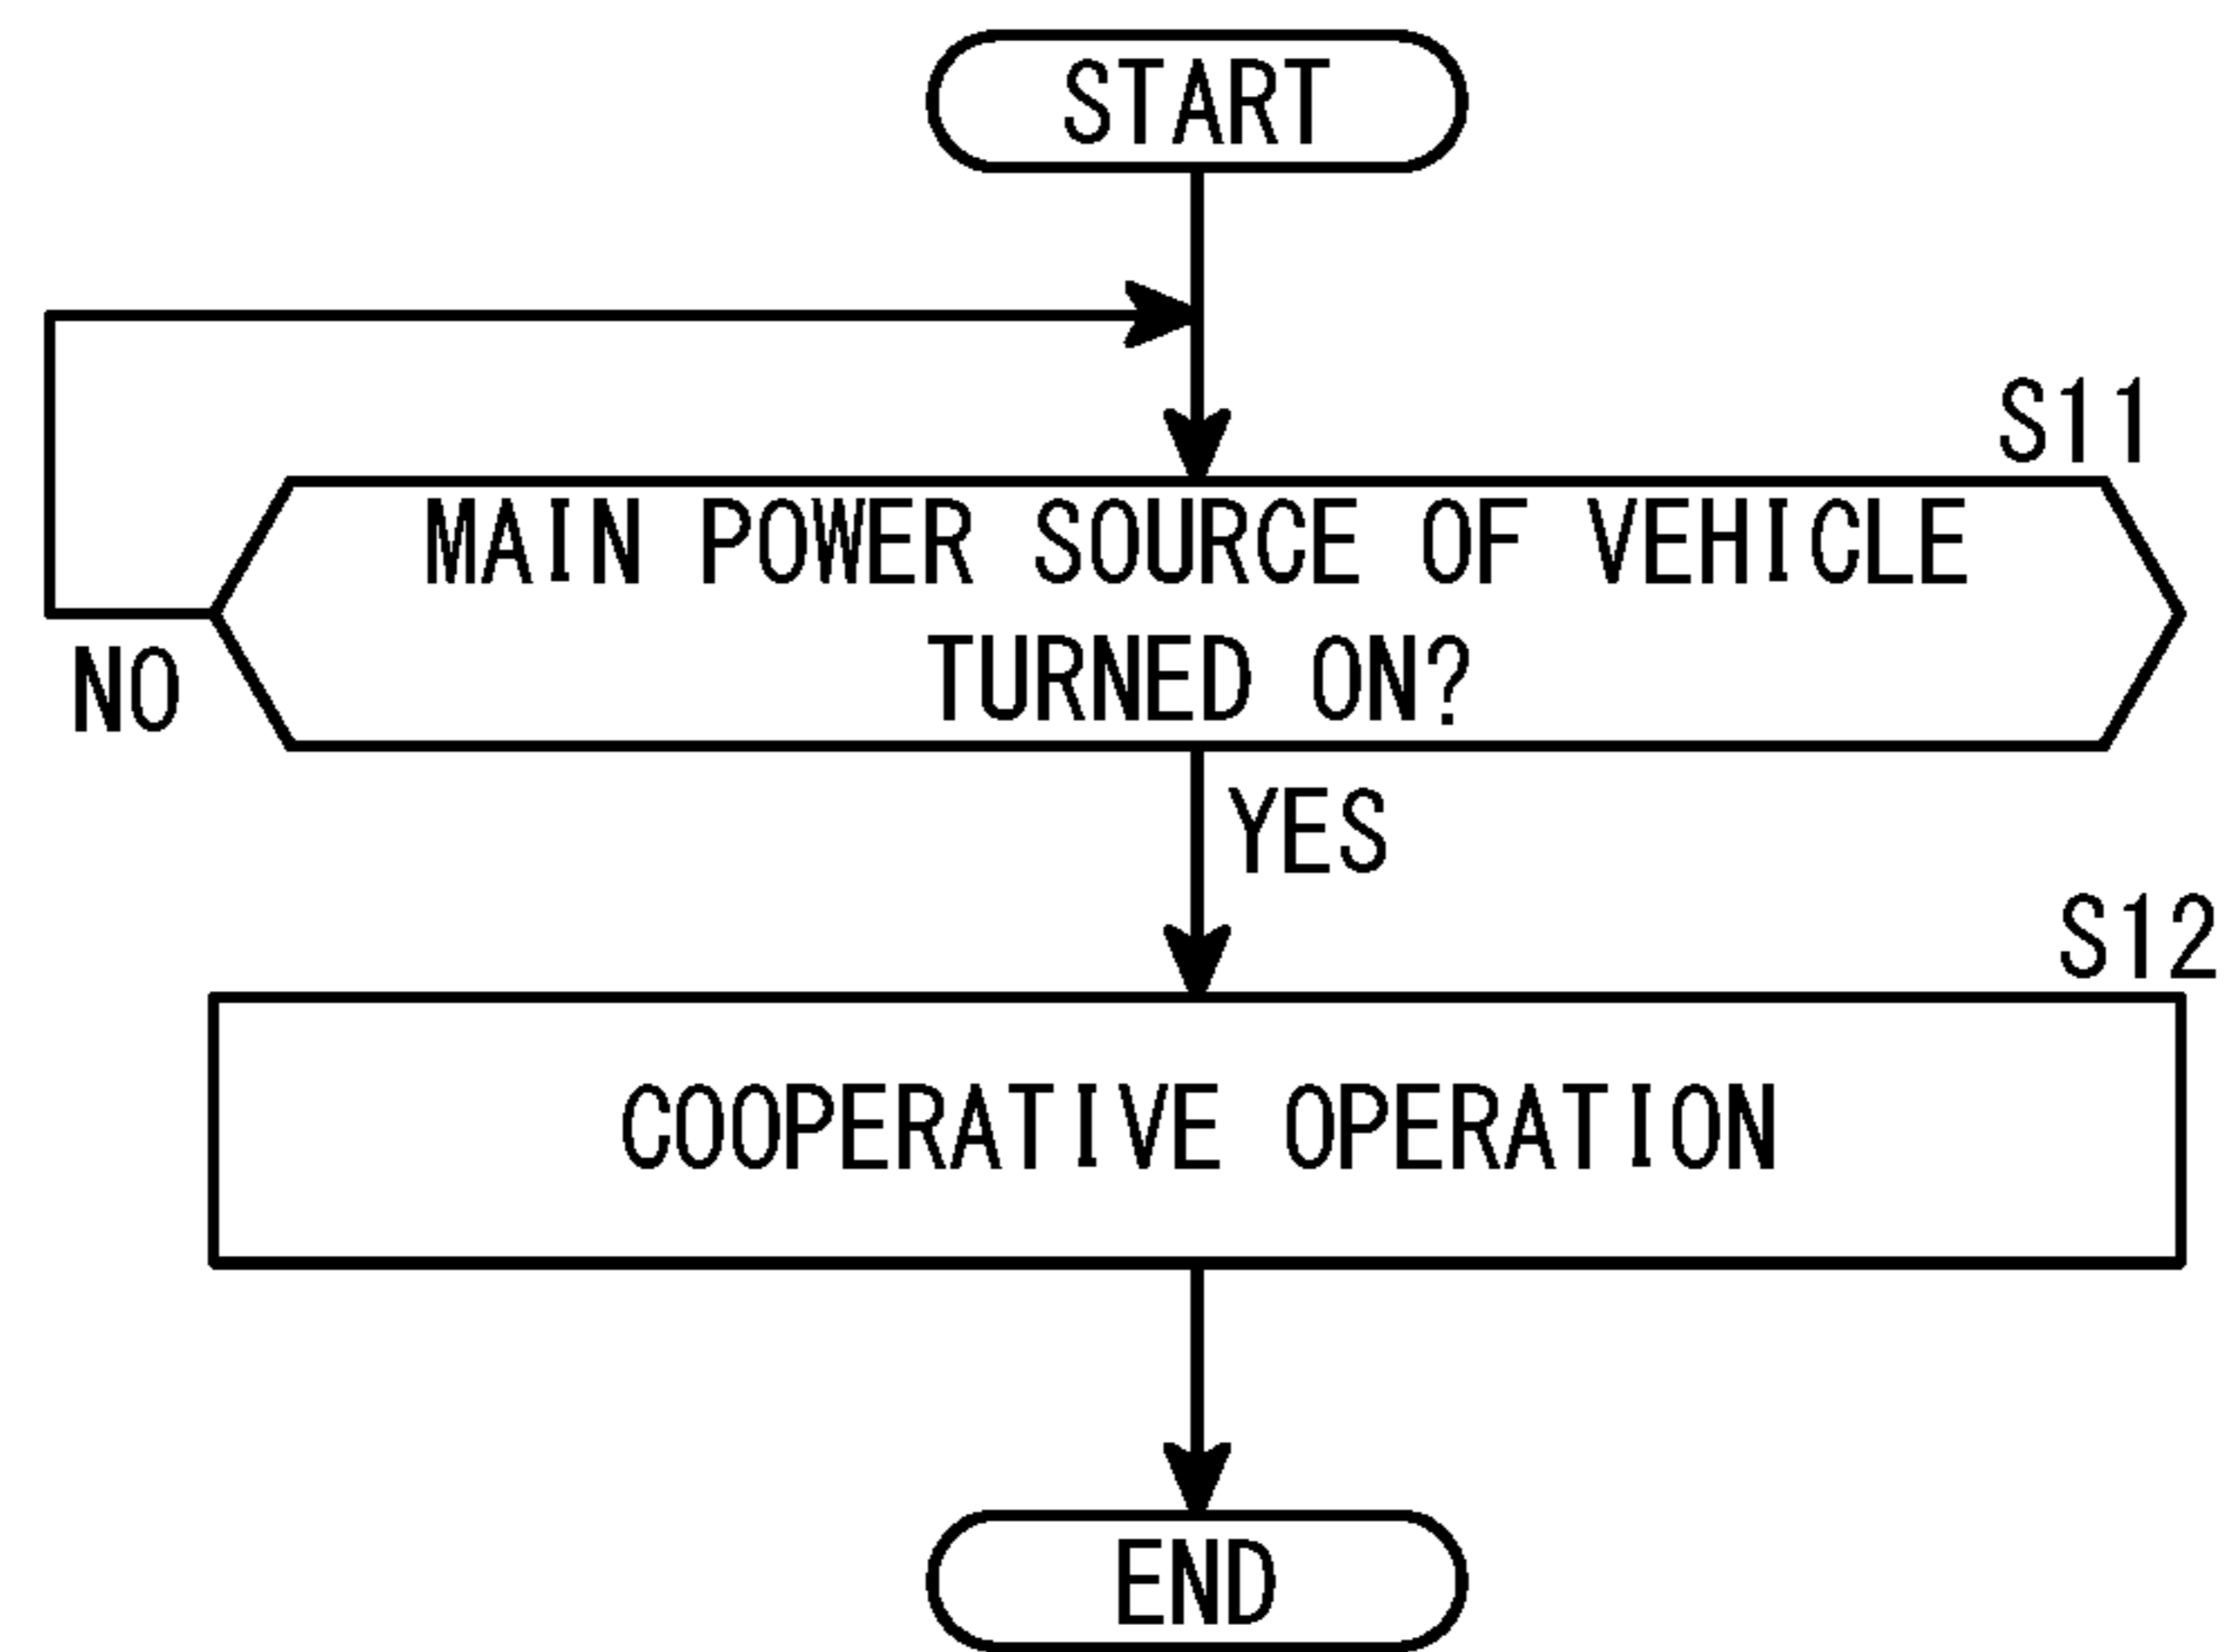 START
S11
MAIN POWER SOURCE OF VEHICLE
TURNED ON?
NO
YES
S12
COOPERATIVE OPERATION
END